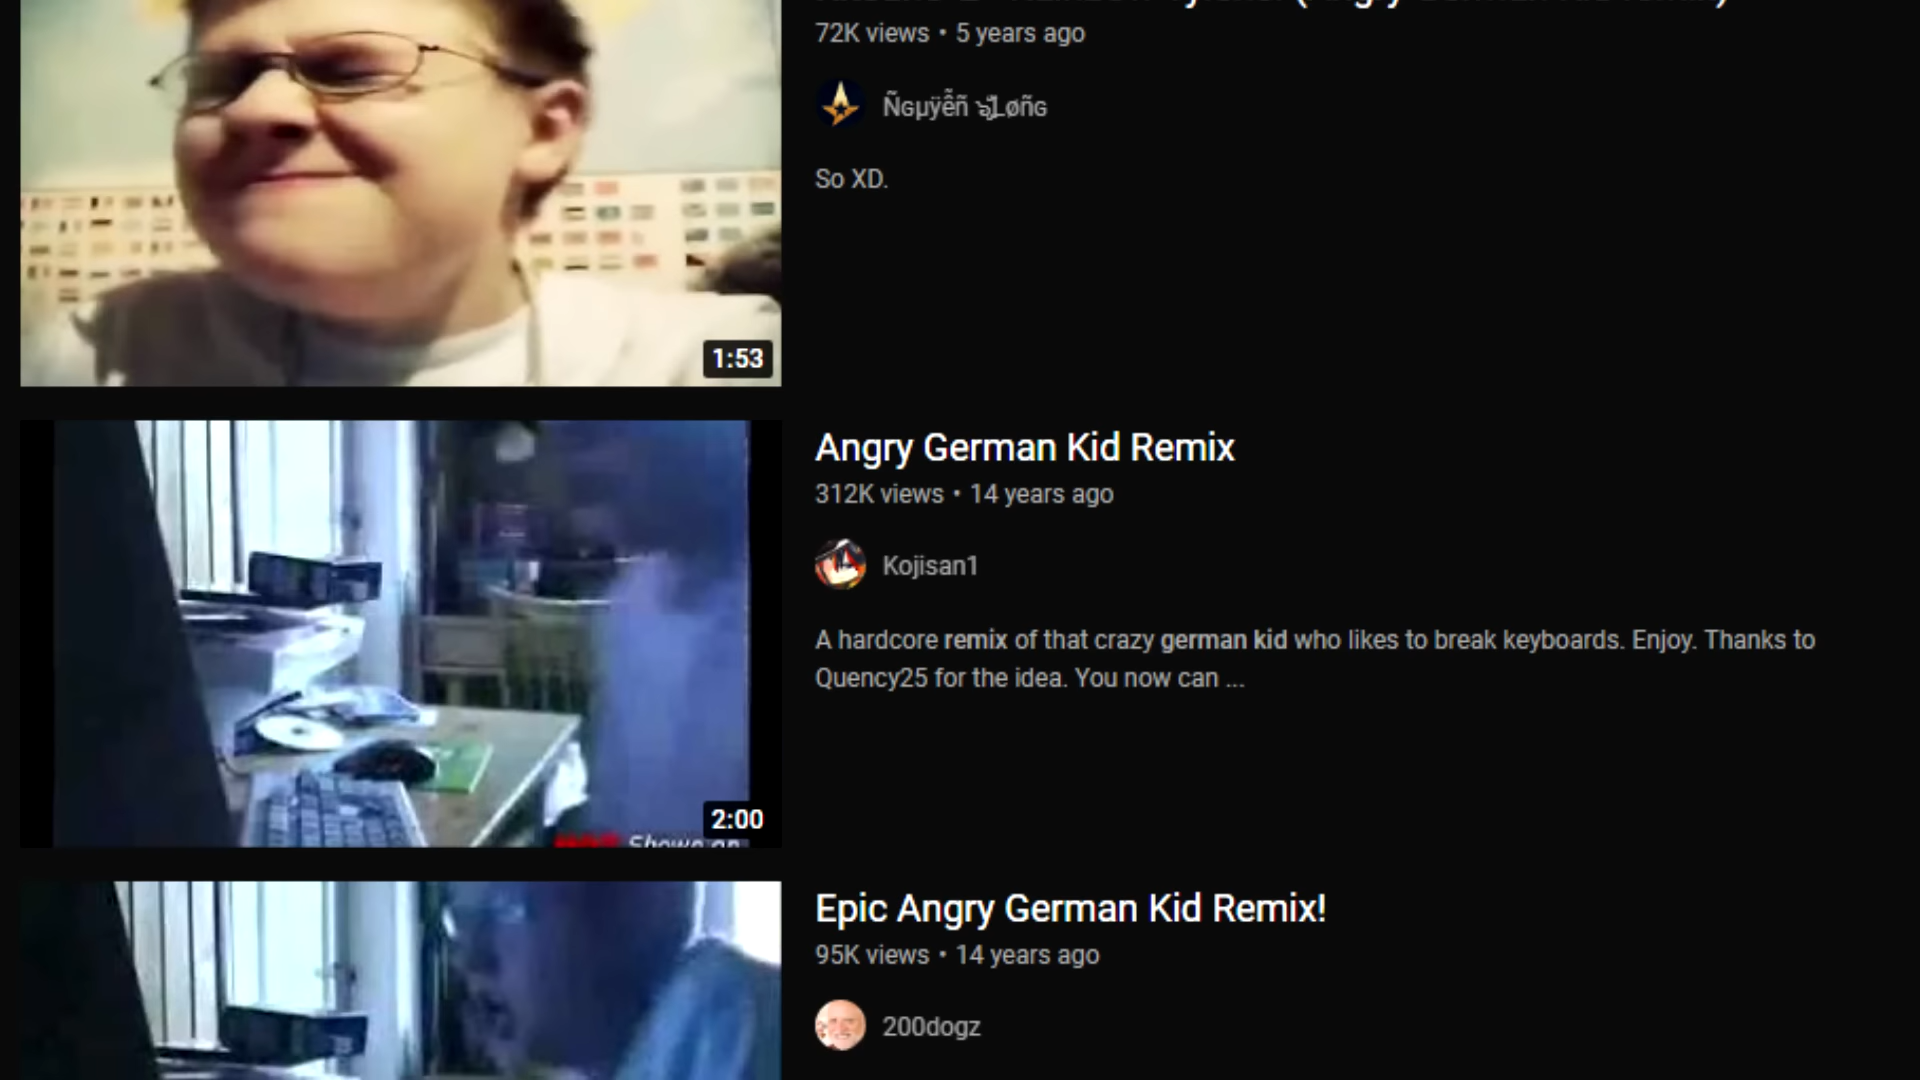 72K views • 5 years ago
So XD.
1:53
Angry German Kid Remix
312K views • 14 years ago
Kojisan1
A hardcore remix of that crazy german kid who likes to break keyboards. Enjoy. Thanks to
Quency25 for the idea. You now can ...
2:00
Epic Angry German Kid Remix!
95K views • 14 years ago
200dogz